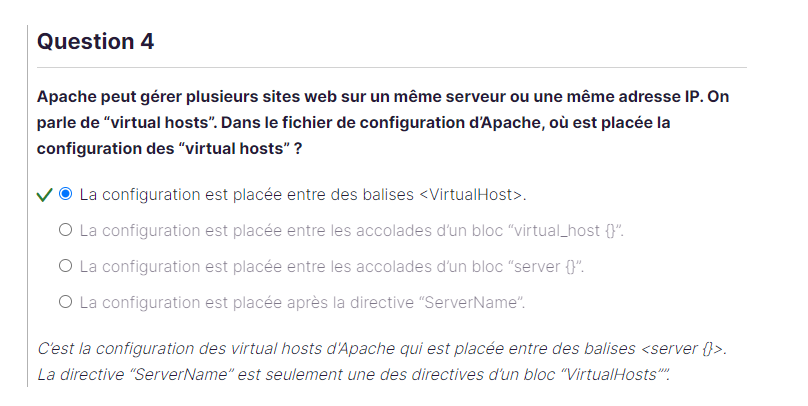 Question 4
Apache peut gérer plusieurs sites web sur un même serveur ou une même adresse IP. On
parle de “virtual hosts”. Dans le fichier de configuration d’Apache, où est placée la
configuration des “virtual hosts” ?
La configuration est placée entre des balises <VirtualHost>.
La configuration est placée entre les accolades d’un bloc “virtual_host {}”.
La configuration est placée entre les accolades d’un bloc “server {}”.
La configuration est placée après la directive “ServerName”.
C’est la configuration des virtual hosts d'Apache qui est placée entre des balises <server {}>.
La directive “ServerName” est seulement une des directives d’un bloc “VirtualHosts””.